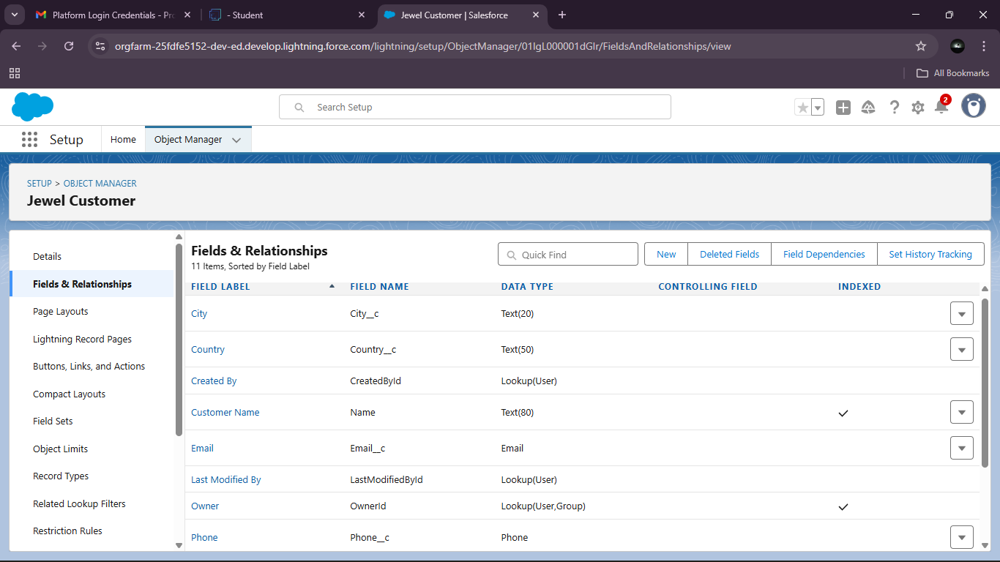 Platform Login Credentials - Pro
- Student
Jewel Customer | Salesforce
orgfarm-25fdfe5152-dev-ed.develop.lightning.force.com/lightning/setup/ObjectManager/01IgL000001dGlr/FieldsAndRelationships/view
All Bookmarks
Search Setup
2
Setup
Home
Object Manager
SETUP > OBJECT MANAGER
Jewel Customer
Details
Fields & Relationships
Page Layouts
Lightning Record Pages
Buttons, Links, and Actions
Compact Layouts
Field Sets
Object Limits
Record Types
Related Lookup Filters
Restriction Rules
Fields & Relationships
11 Items, Sorted by Field Label
Quick Find
New
Deleted Fields
Field Dependencies
Set History Tracking
FIELD LABEL FIELD NAME DATA TYPE CONTROLLING FIELD INDEXED
City City__c Text(20)
Country Country__c Text(50)
Created By CreatedById Lookup(User)
Customer Name Name Text(80)
Email Email__c Email
Last Modified By LastModifiedById Lookup(User)
Owner OwnerId Lookup(User,Group)
Phone Phone__c Phone